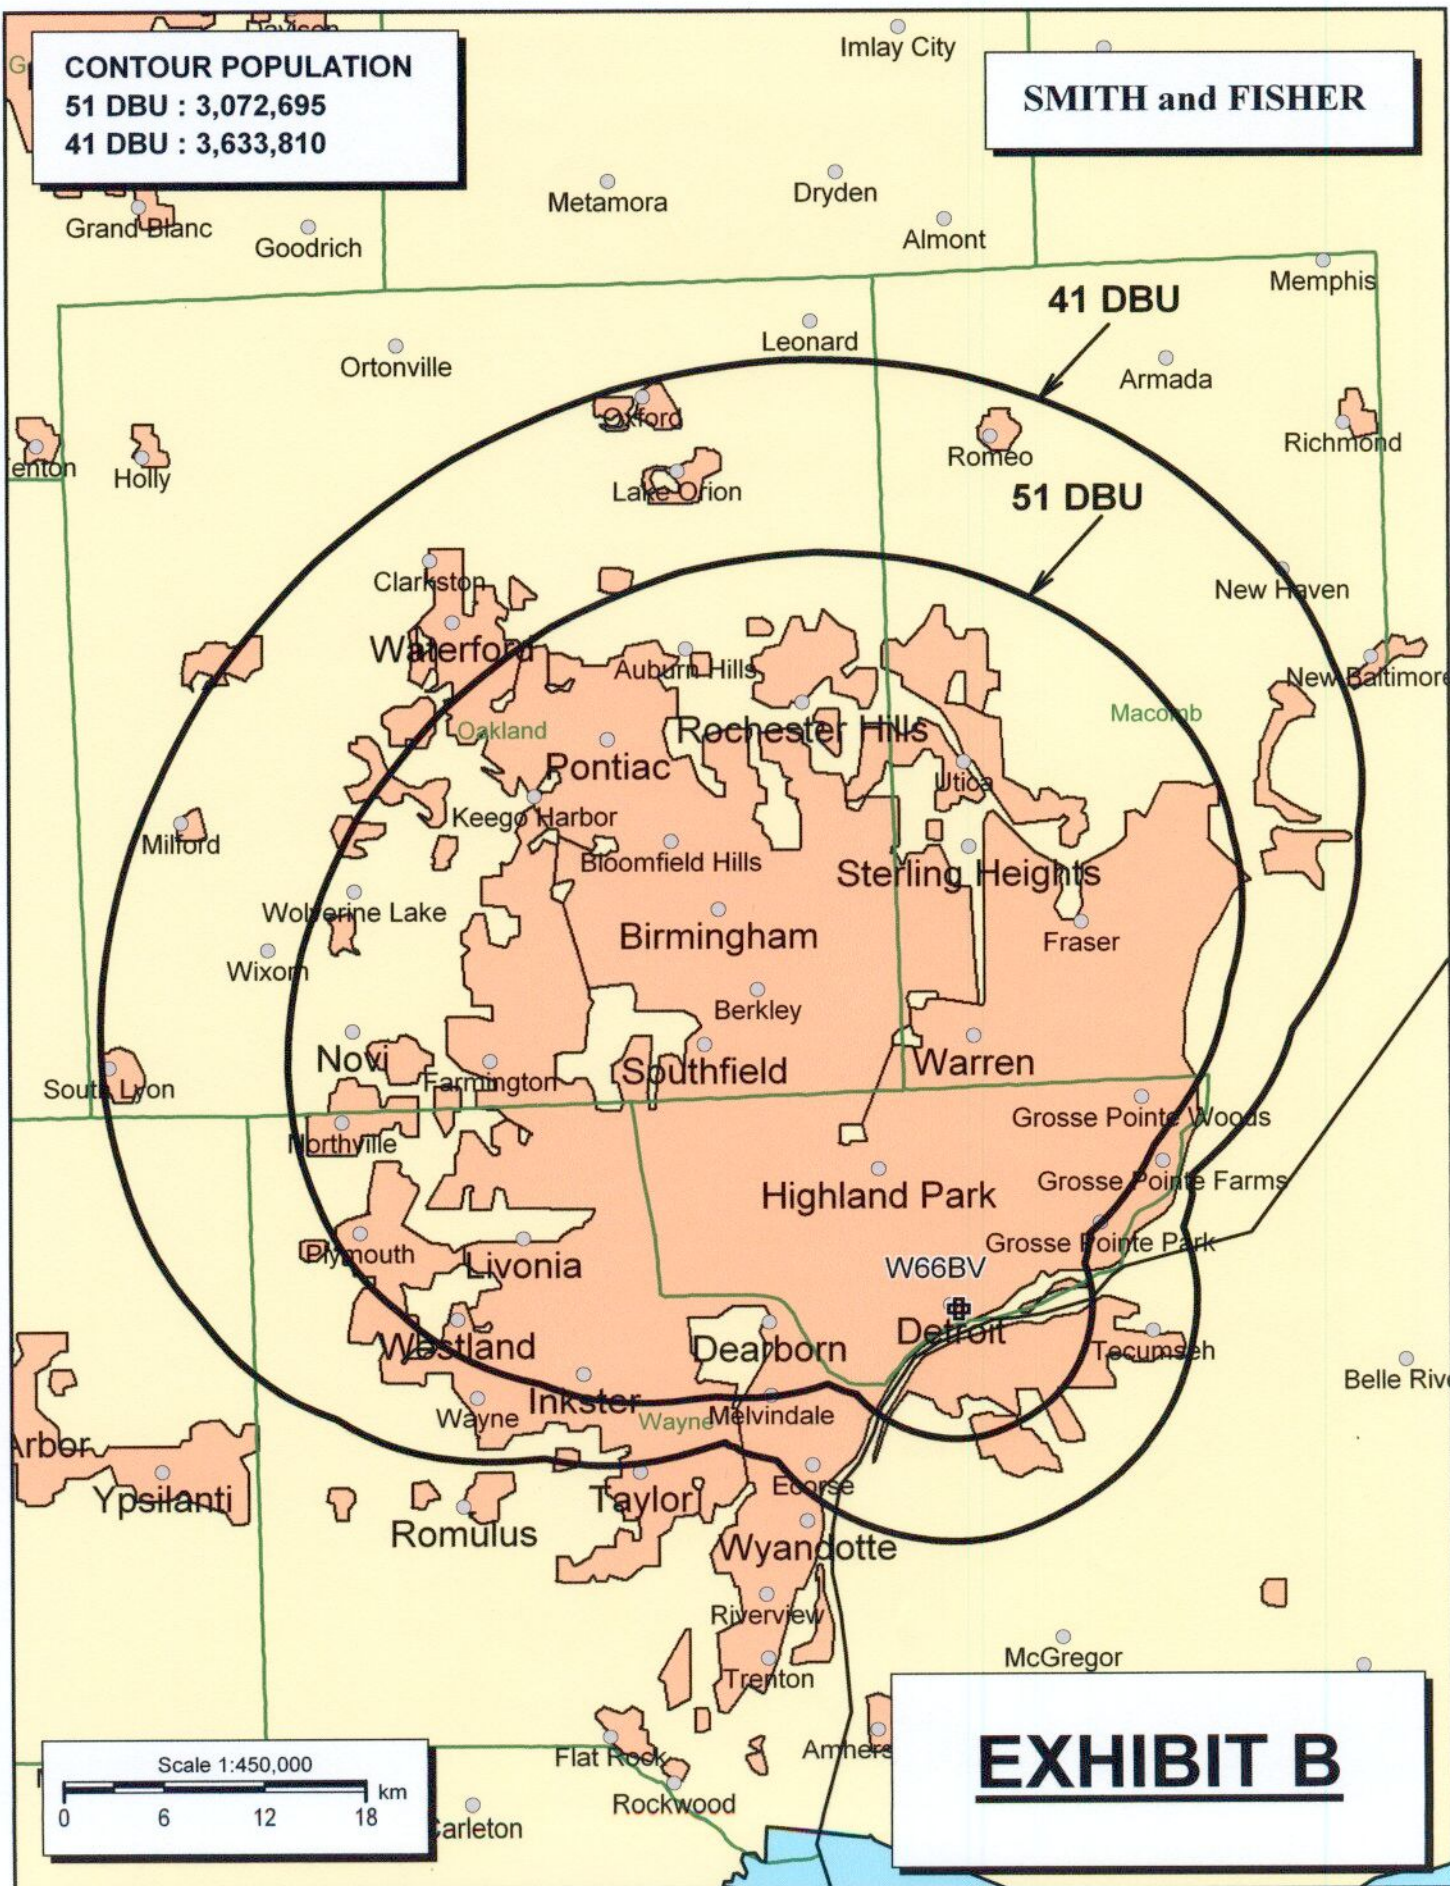 Davison
Imlay City
CONTOUR POPULATION
51 DBU : 3,072,695
41 DBU : 3,633,810
SMITH and FISHER
G
Metamora
Dryden
Grand Blanc
Goodrich
Almont
Memphis
41 DBU
Leonard
Ortonville
Armada
Oxford
Richmond
enton
Holly
Romeo
Lake Orion
51 DBU
Clarkston
New Haven
Waterford
Auburn Hills
New Baltimore
Macomb
Oakland
Rochester Hills
Pontiac
Utica
Keego Harbor
Milford
Bloomfield Hills
Sterling Heights
Wolverine Lake
Birmingham
Fraser
Wixom
Berkley
Novi
Southfield
Warren
Farmington
South Lyon
Grosse Pointe Woods
Northville
Grosse Pointe Farms
Highland Park
Grosse Pointe Park
Plymouth
Livonia
W66BV
Detroit
Westland
Dearborn
Tecumseh
Belle Rive
Inkster
Wayne
Wayne
Melvindale
Arbor
Ecorse
Ypsilanti
Taylor
Romulus
Wyandotte
Riverview
McGregor
Trenton
EXHIBIT B
Flat Rock
Amhers
Scale 1:450,000
km
0 6 12 18
Rockwood
Carleton